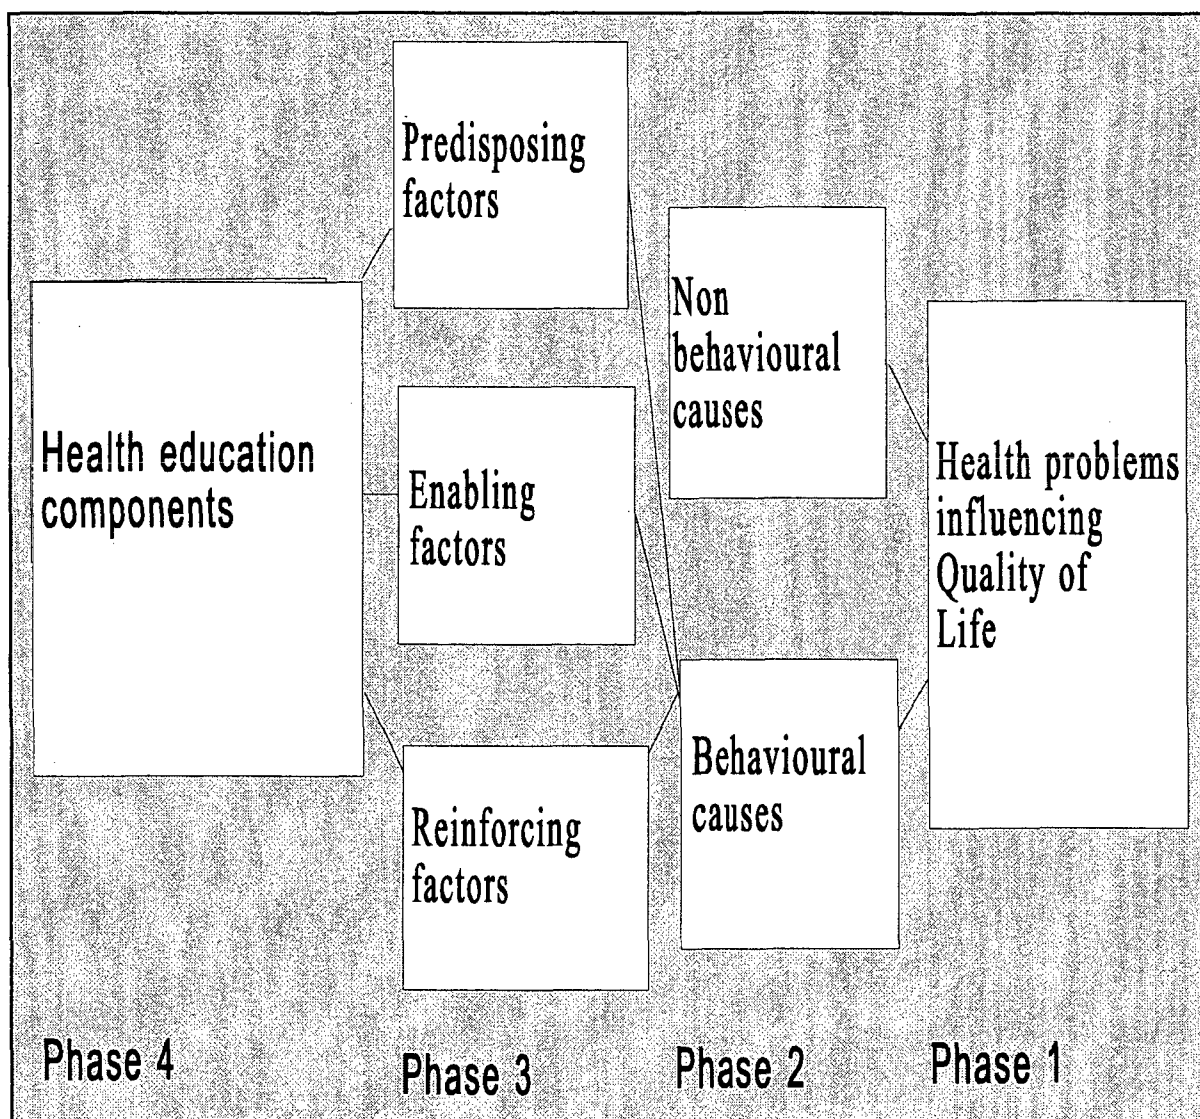 Predisposing
factors
Non
behavioural
causes
Health education
components
Enabling
factors
Health problems
influencing
Quality of
Life
Reinforcing
factors
Behavioural
causes
Phase 4
Phase 3
Phase 2
Phase 1